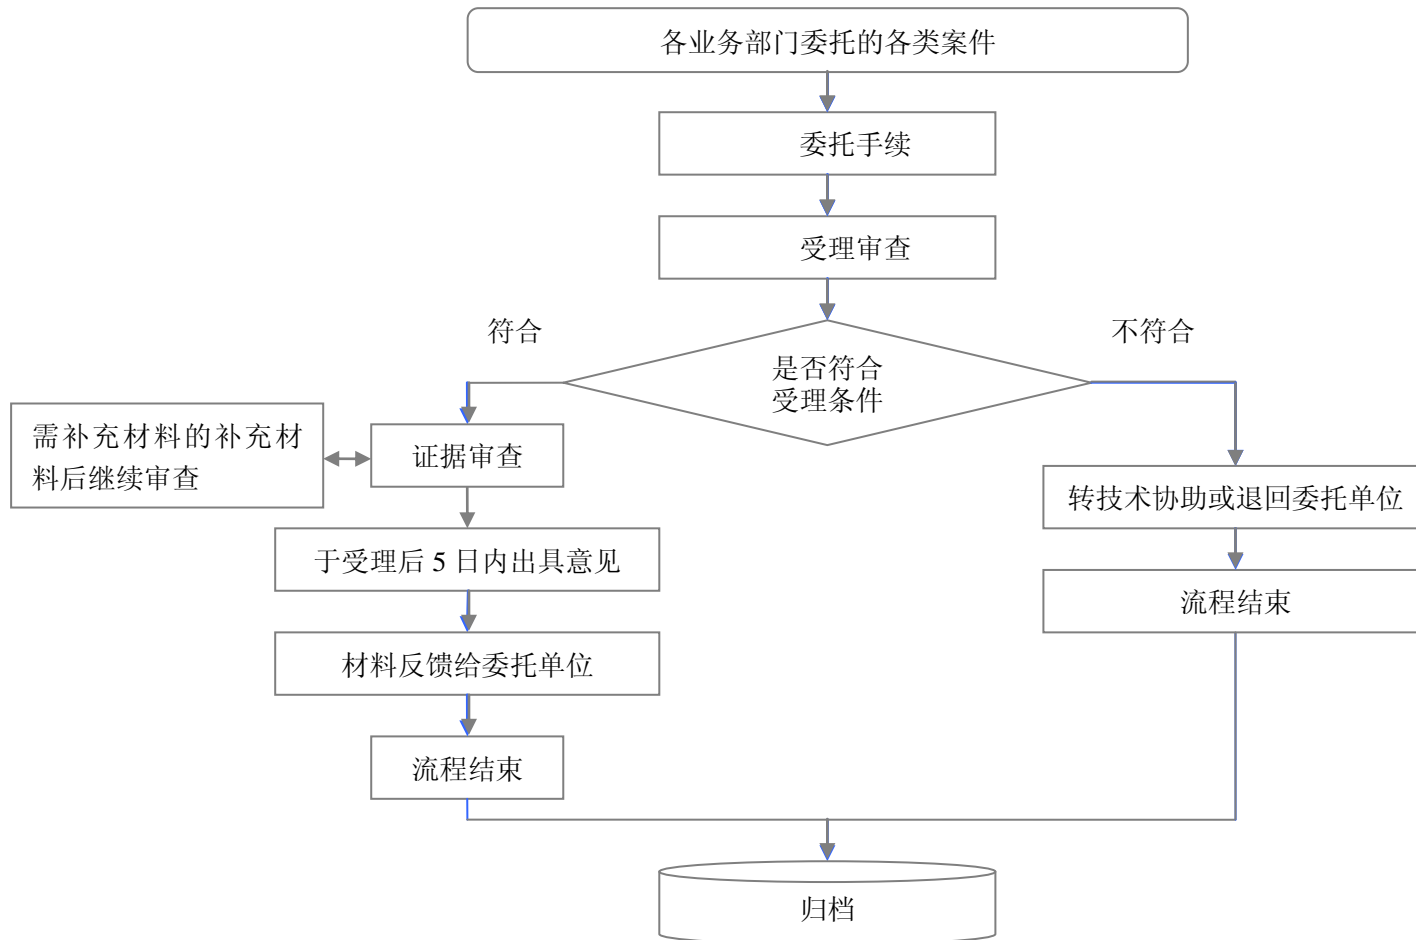 各业务部门委托的各类案件
委托手续
受理审查
符合
不符合
是否符合
受理条件
需补充材料的补充材
料后继续审查
证据审查
转技术协助或退回委托单位
于受理后 5 日内出具意见
流程结束
材料反馈给委托单位
流程结束
归档